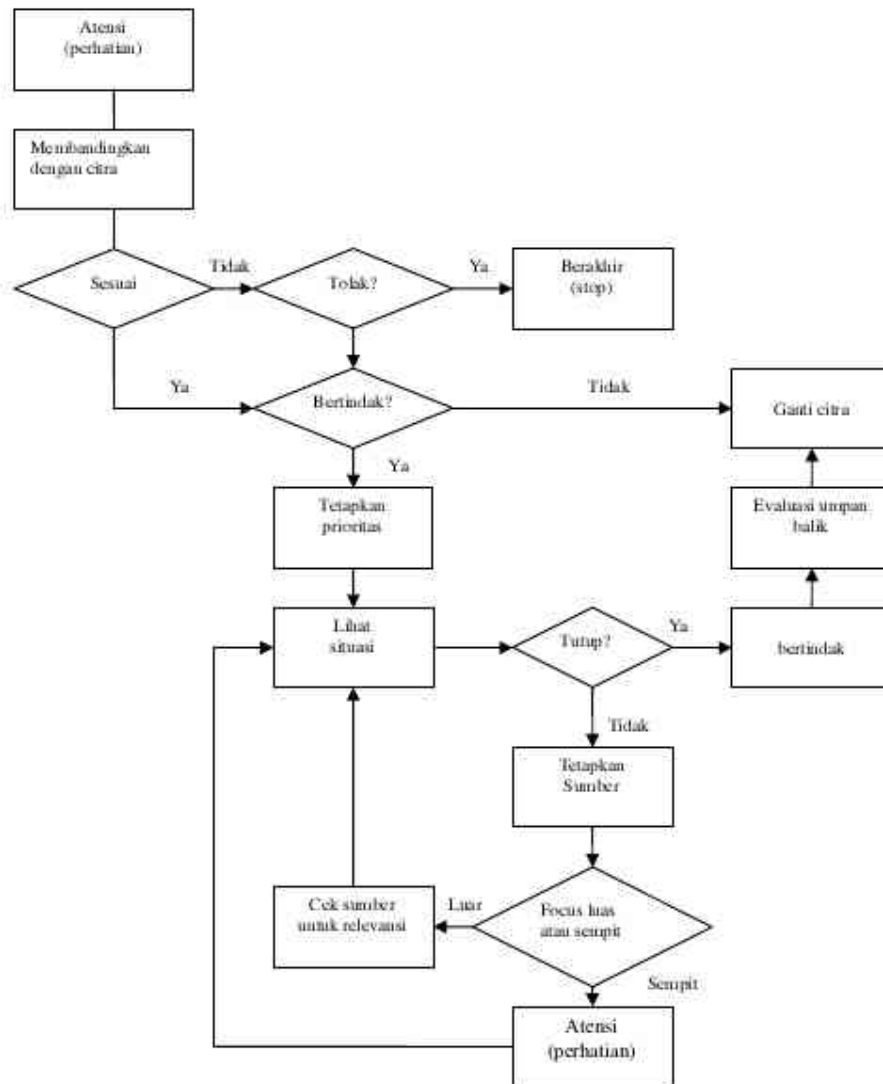 Atensi
(perhatian)
Membandingkan
dengan citra
Sesuai
Tidak
Tolak?
Ya
Berakhir
(stop)
Ya
Bertindak?
Tidak
Ganti citra
Ya
Tetapkan
prioritas
Evaluasi umpan
balik
Lihat
situasi
Tutup?
Ya
bertindak
Tidak
Tetapkan
Sumber
Cek sumber
untuk relevansi
Luar
Focus luas
atau sempit
Sempit
Atensi
(perhatian)